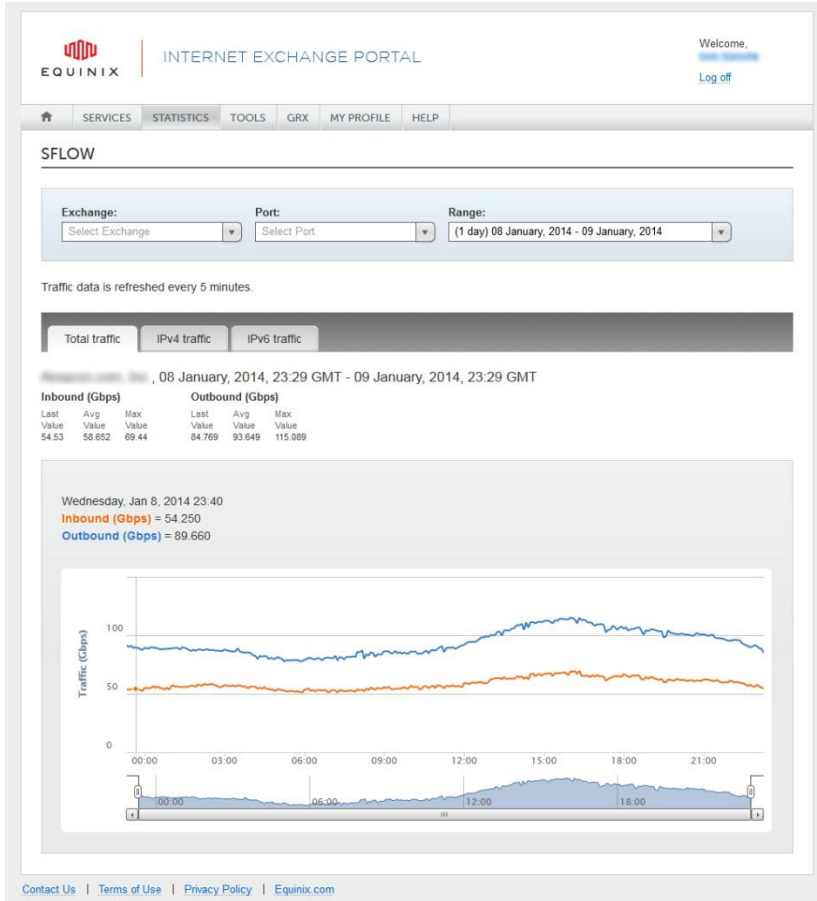 EQUINIX
INTERNET EXCHANGE PORTAL
Welcome,
Log off
SERVICES STATISTICS TOOLS GRX MY PROFILE HELP
SFLOW
Exchange: Port: Range:
Select Exchange Select Port (1 day) 08 January, 2014 - 09 January, 2014
Traffic data is refreshed every 5 minutes.
Total traffic IPv4 traffic IPv6 traffic
, 08 January, 2014, 23:29 GMT - 09 January, 2014, 23:29 GMT
Inbound (Gbps) Outbound (Gbps)
Last Avg Max Last Avg Max
Value Value Value Value Value Value
54.53 58.652 69.44 84.769 93.649 115.089
Wednesday, Jan 8, 2014 23:40
Inbound (Gbps) = 54.250
Outbound (Gbps) = 89.660
Traffic (Gbps)
100
50
0
00:00 03:00 06:00 09:00 12:00 15:00 18:00 21:00
00:00 06:00 12:00 18:00
Contact Us | Terms of Use | Privacy Policy | Equinix.com